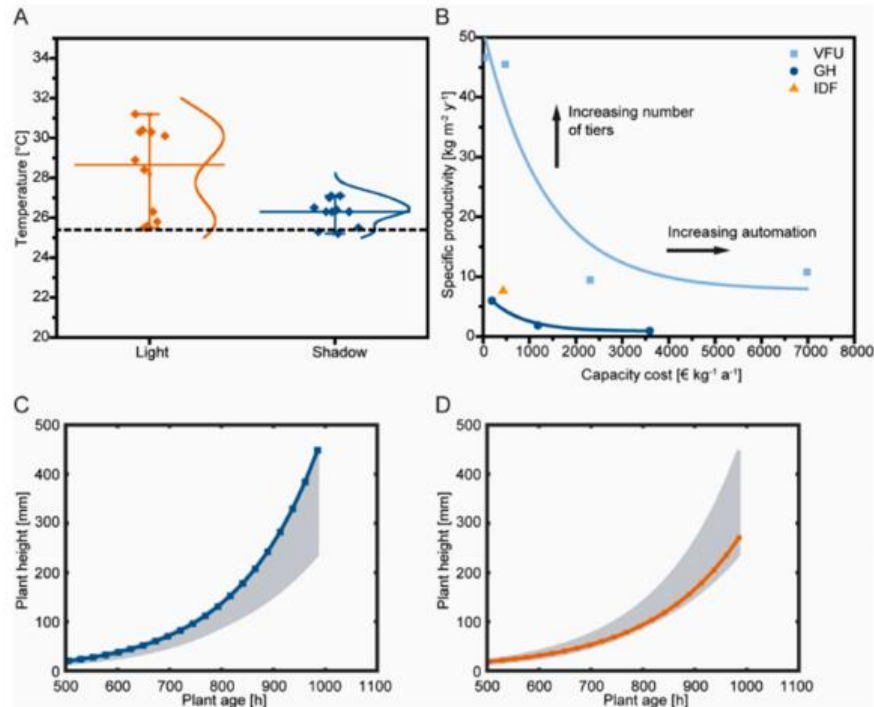 A
Temperature [°C]
34
32
30
28
26
24
22
20
Light
Shadow
B
Specific productivity [kg m⁻² y⁻¹]
50
40
30
20
10
0
VFU
GH
IDF
Increasing number
of tiers
Increasing automation
0 1000 2000 3000 4000 5000 6000 7000 8000
Capacity cost [€ kg⁻¹ a⁻¹]
C
Plant height [mm]
500
400
300
200
100
0
500 600 700 800 900 1000 1100
Plant age [h]
D
Plant height [mm]
500
400
300
200
100
0
500 600 700 800 900 1000 1100
Plant age [h]